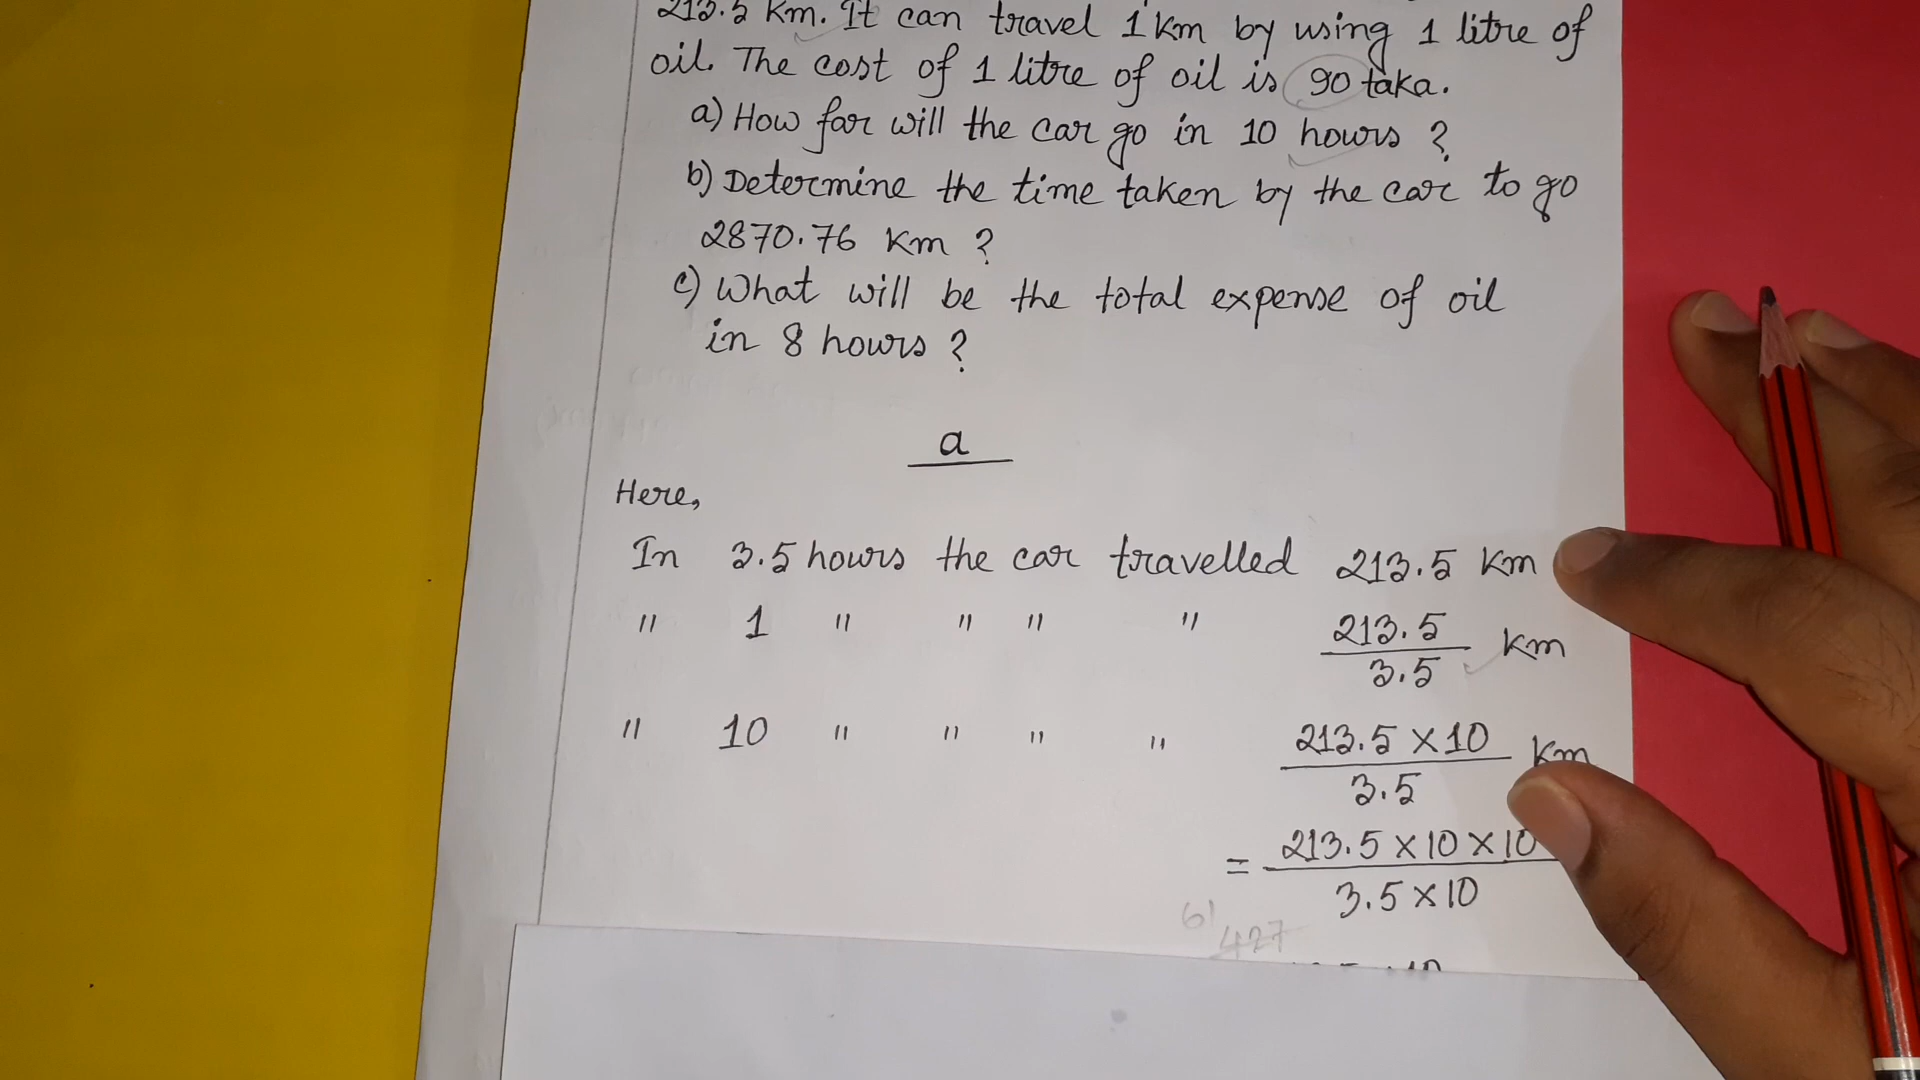 213.5 Km. It can travel 1 Km by using 1 litre of
oil. The cost of 1 litre of oil is 90 taka.
a) How far will the car go in 10 hours ?
b) Determine the time taken by the car to go
2870.76 Km ?
c) What will be the total expense of oil
in 8 hours ?
a
Here,
In 3.5 hours the car travelled 213.5 Km
" 1 " " " " 213.5 / 3.5 Km
" 10 " " " " 213.5 × 10 / 3.5 Km
= 213.5 × 10 × 10 / 3.5 × 10
61
427